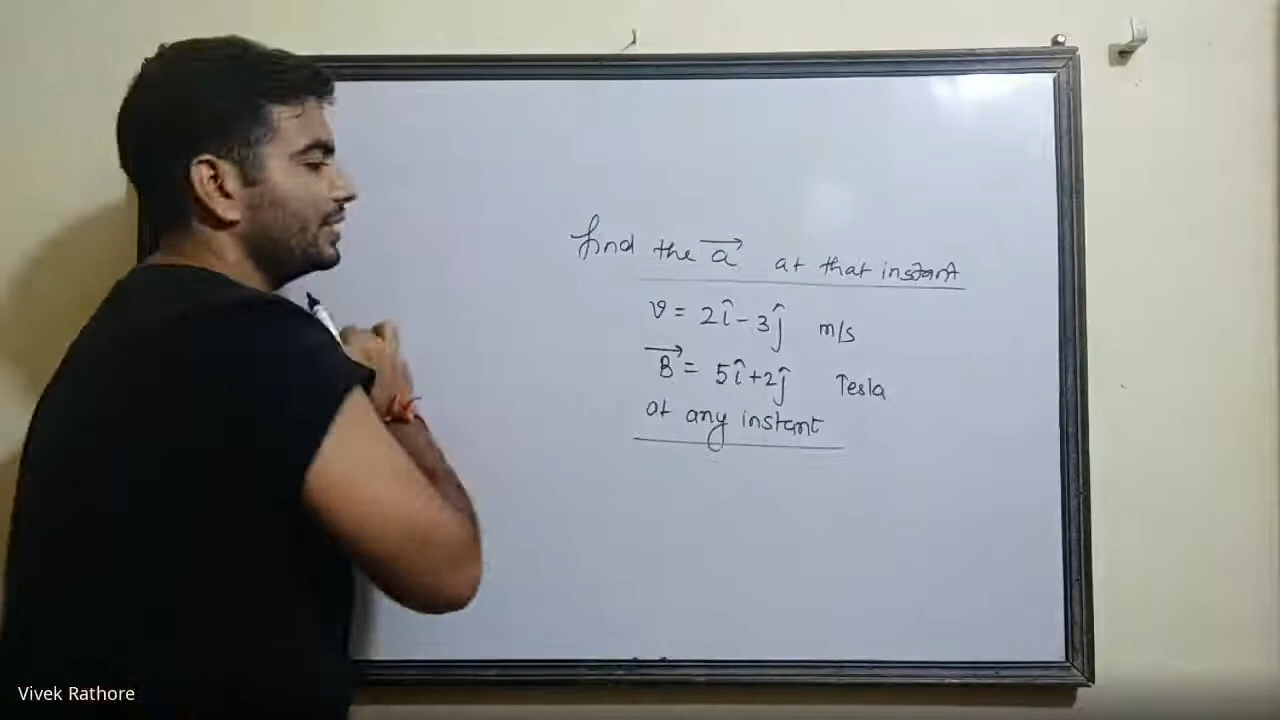 find the a⃗ at that instant
v = 2î - 3ĵ m/s
B⃗ = 5î + 2ĵ Tesla
at any instant
Vivek Rathore